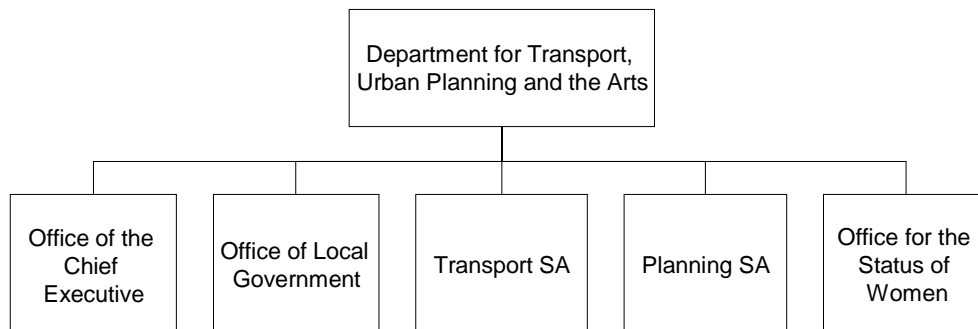 Department for Transport,
Urban Planning and the Arts
Office of the
Chief
Executive
Office of Local
Government
Transport SA
Planning SA
Office for the
Status of
Women